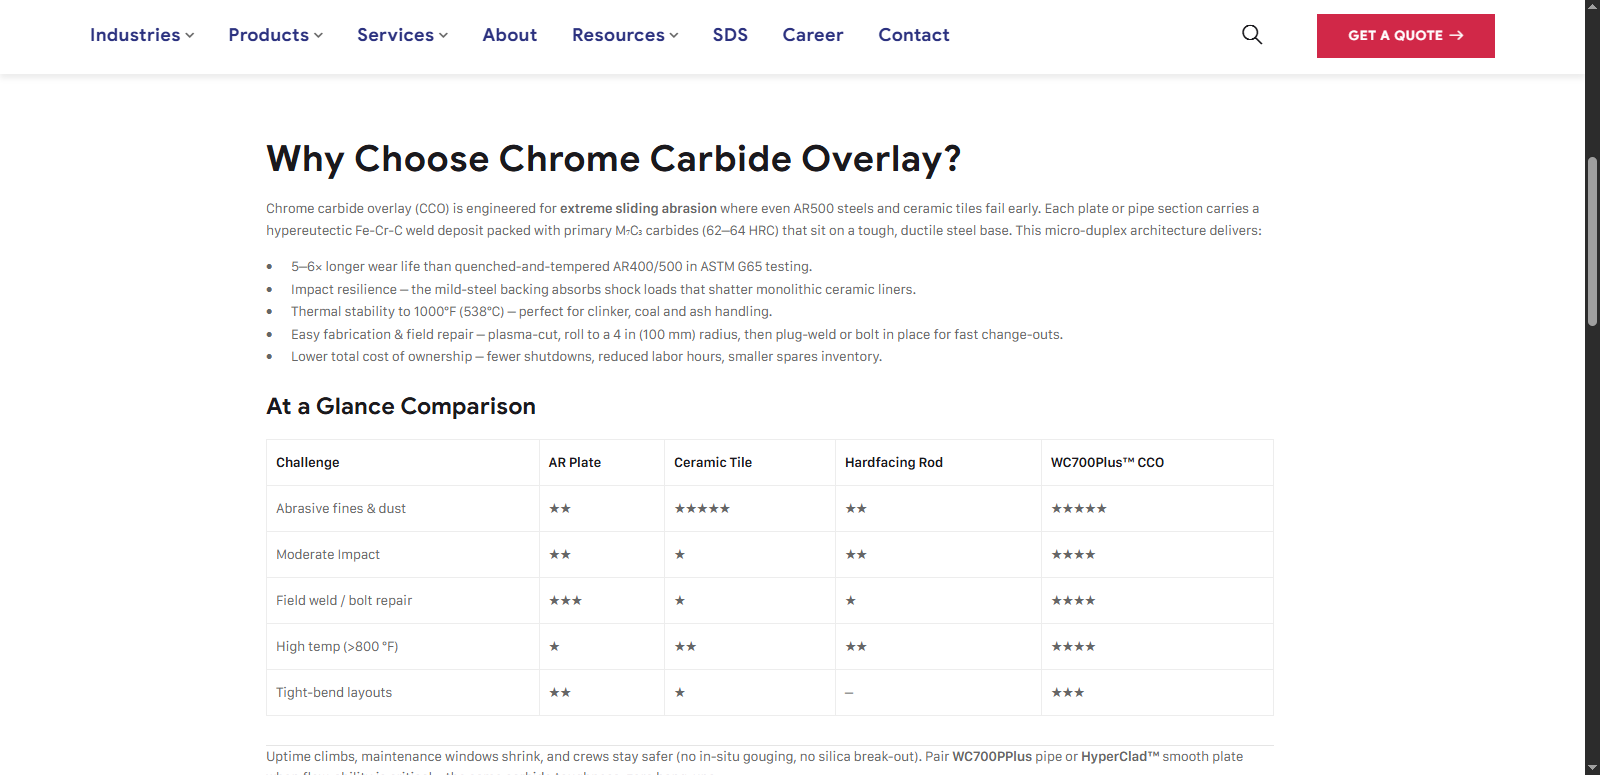 Industries Products Services About Resources SDS Career Contact GET A QUOTE →
Why Choose Chrome Carbide Overlay?
Chrome carbide overlay (CCO) is engineered for extreme sliding abrasion where even AR500 steels and ceramic tiles fail early. Each plate or pipe section carries a
hypereutectic Fe-Cr-C weld deposit packed with primary M₇C₃ carbides (62–64 HRC) that sit on a tough, ductile steel base. This micro-duplex architecture delivers:
• 5–6× longer wear life than quenched-and-tempered AR400/500 in ASTM G65 testing.
• Impact resilience – the mild-steel backing absorbs shock loads that shatter monolithic ceramic liners.
• Thermal stability to 1000°F (538°C) – perfect for clinker, coal and ash handling.
• Easy fabrication & field repair – plasma-cut, roll to a 4 in (100 mm) radius, then plug-weld or bolt in place for fast change-outs.
• Lower total cost of ownership – fewer shutdowns, reduced labor hours, smaller spares inventory.
At a Glance Comparison
Challenge AR Plate Ceramic Tile Hardfacing Rod WC700Plus™ CCO
Abrasive fines & dust ★★ ★★★★★ ★★ ★★★★★
Moderate Impact ★★ ★ ★★ ★★★★
Field weld / bolt repair ★★★ ★ ★ ★★★★
High temp (>800 °F) ★ ★★ ★★ ★★★★
Tight-bend layouts ★★ ★ – ★★★
Uptime climbs, maintenance windows shrink, and crews stay safer (no in-situ gouging, no silica break-out). Pair WC700PPlus pipe or HyperClad™ smooth plate